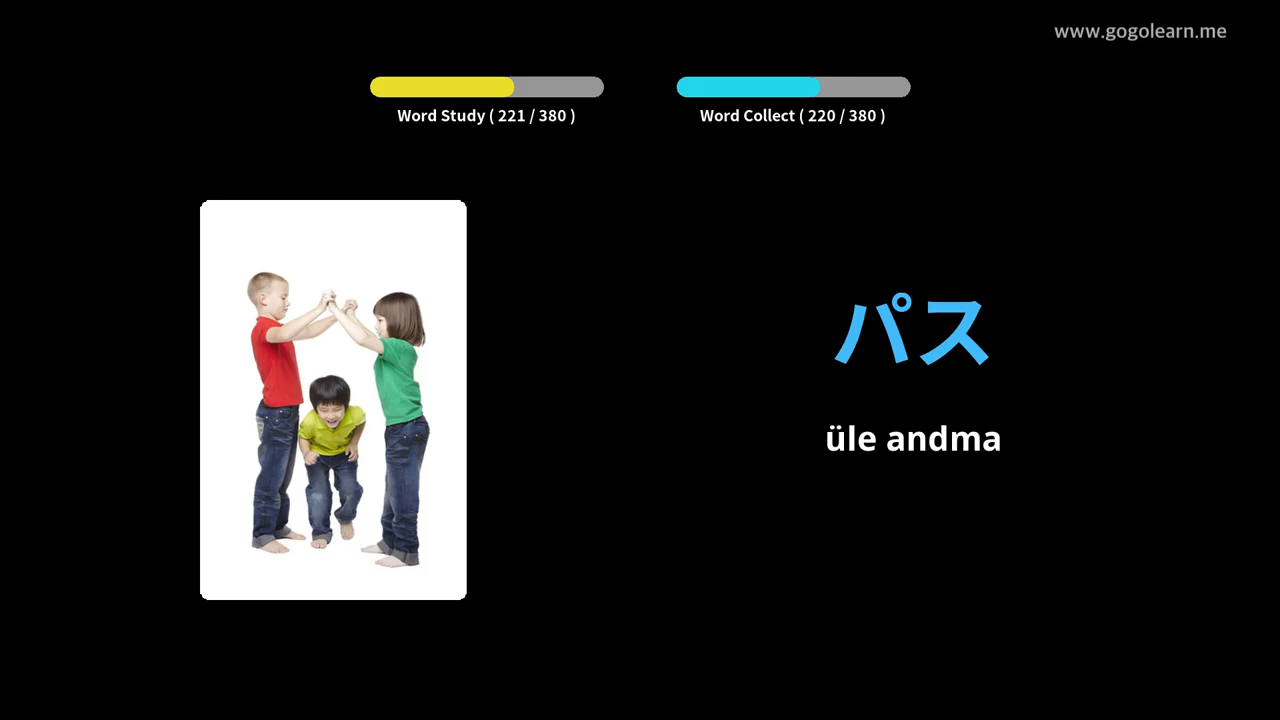 www.gogolearn.me
Word Study ( 221 / 380 )
Word Collect ( 220 / 380 )
パス
üle andma